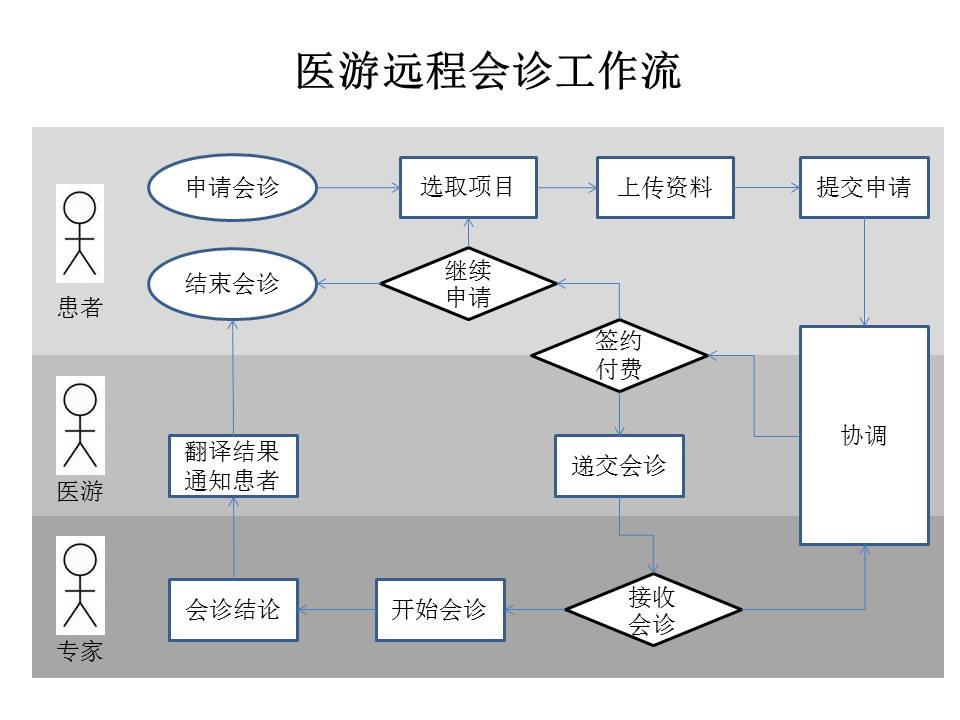 医游远程会诊工作流
申请会诊
选取项目
上传资料
提交申请
结束会诊
继续
申请
患者
签约
付费
协调
翻译结果
通知患者
递交会诊
医游
会诊结论
开始会诊
接收
会诊
专家